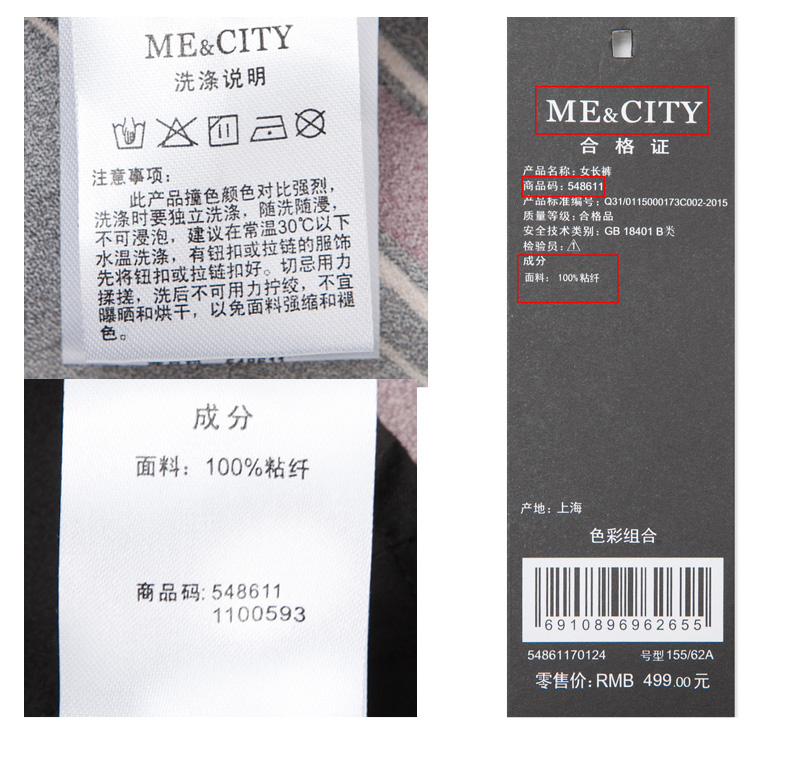 ME&CITY
洗涤说明
注意事项:
此产品撞色颜色对比强烈,
洗涤时要独立洗涤, 随洗随漫,
不可浸泡, 建议在常温30℃以下
水温洗涤, 有钮扣或拉链的服饰
先将钮扣或拉链扣好。切忌用力
揉搓, 洗后不可用力拧绞, 不宜
曝晒和烘干, 以免面料强缩和褪
色。
548611
成分
面料: 100%粘纤
商品码: 548611
1100593
ME&CITY
合格证
产品名称: 女长裤
商品码: 548611
产品标准编号: Q31/0115000173C002-2015
质量等级: 合格品
安全技术类别: GB 18401 B类
检验员: 1
成分
面料: 100%粘纤
产地: 上海
色彩组合
6910896962655
54861170124 号型 155/62A
零售价: RMB 499.00 元